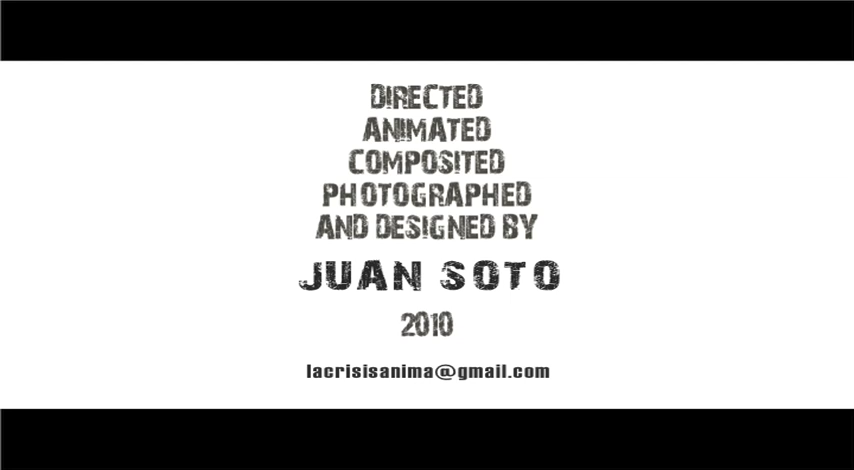 DIRECTED
ANIMATED
COMPOSITED
PHOTOGRAPHED
AND DESIGNED BY
JUAN SOTO
2010
lacrisisanima@gmail.com